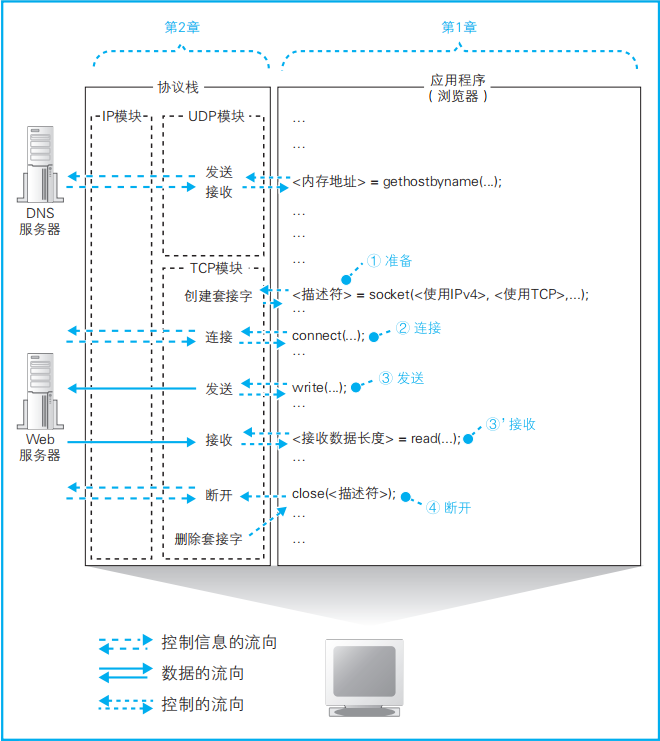 第2章
第1章
协议栈
应用程序
(浏览器)
IP模块
UDP模块
...
...
发送
接收
<内存地址> = gethostbyname(...);
DNS
服务器
...
...
...
TCP模块
① 准备
创建套接字
<描述符> = socket(<使用IPv4>, <使用TCP>,...);
...
连接
connect(...);
② 连接
...
发送
write(...);
③ 发送
...
Web
服务器
接收
<接收数据长度> = read(...);
③’接收
...
断开
close(<描述符>);
④ 断开
...
删除套接字
...
控制信息的流向
数据的流向
控制的流向